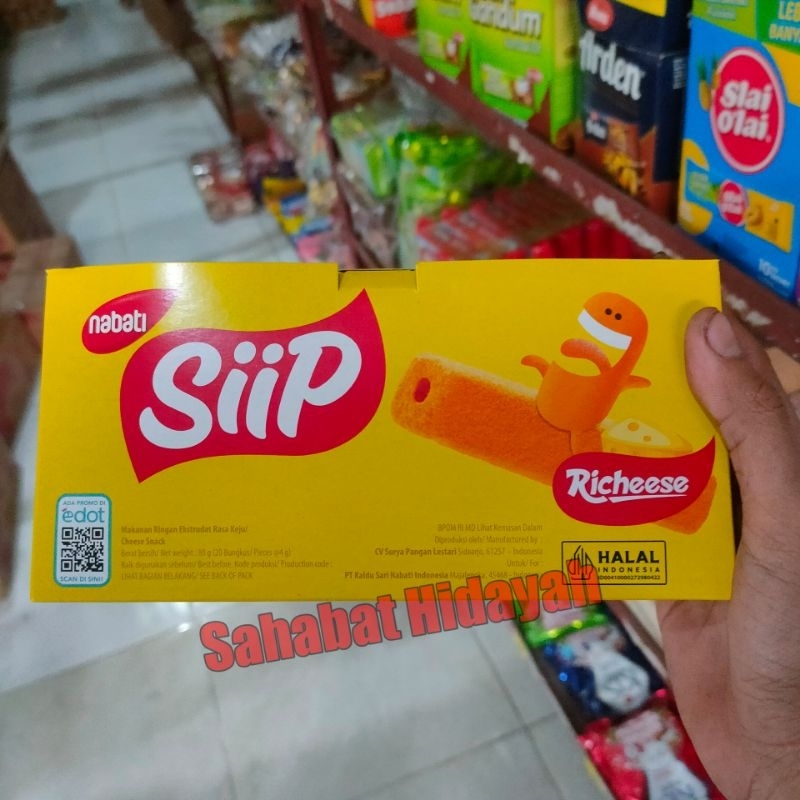 nabati
SiiP
Richeese
ADA PROMO DI
edot
SCAN DI SINI!
Makanan Ringan Ekstrudat Rasa Keju/
Cheese Snack
Berat bersih/ Net weight : 80 g (20 Bungkus/ Pieces @4 g)
Baik digunakan sebelum/ Best before, Kode produksi/ Production code :
LIHAT BAGIAN BELAKANG/ SEE BACK OF PACK
BPOM RI MD Lihat Kemasan Dalam
Diproduksi oleh/ Manufactured by :
CV Surya Pangan Lestari Sidoarjo, 61257 - Indonesia
Untuk/ For :
PT Kaldu Sari Nabati Indonesia Majalengka, 45468
HALAL
INDONESIA
ID00410000272980422
Sahabat Hidayah
Gandum
Arden
Slai
O'lai